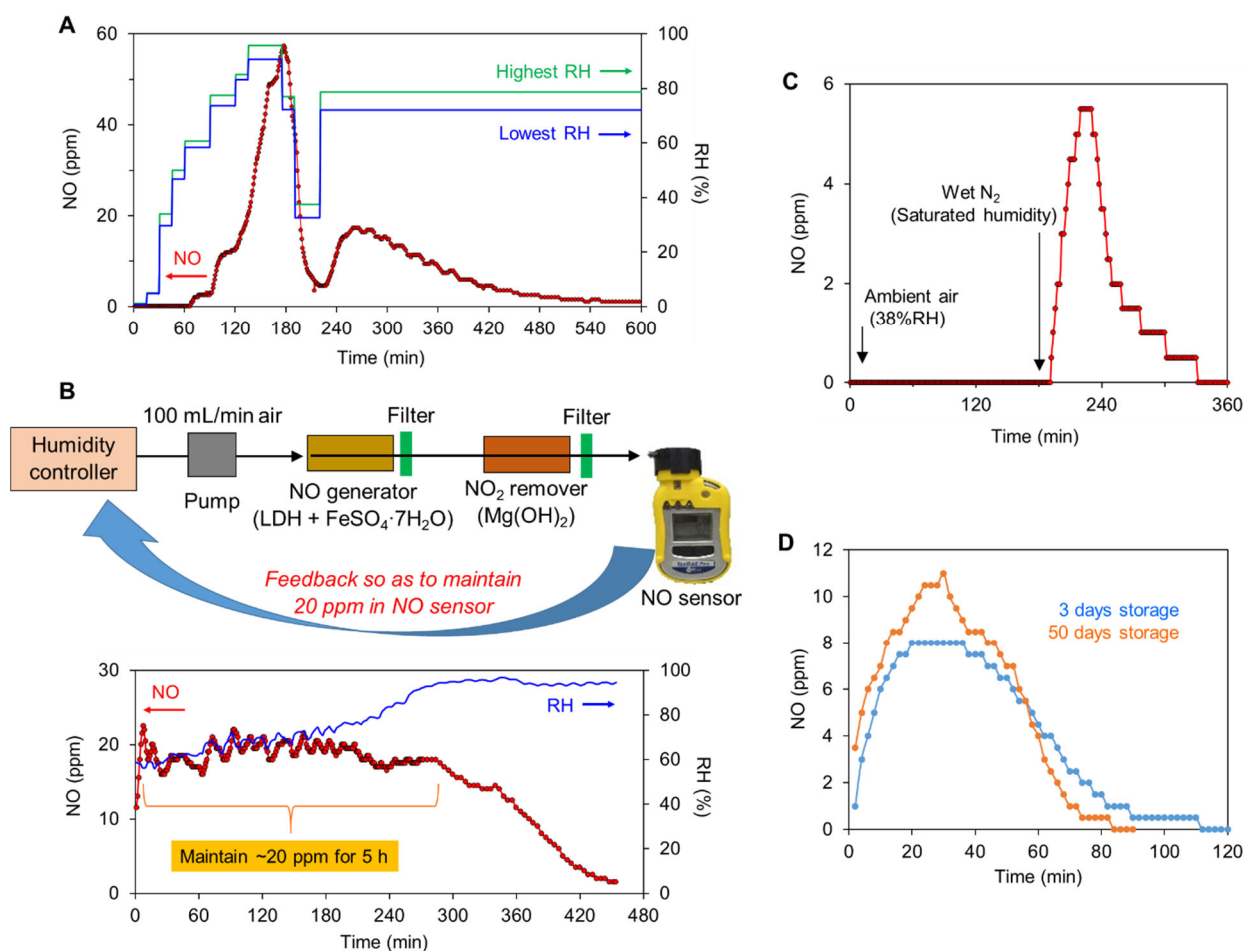 A
60
50
40
30
20
10
0
NO (ppm)
100
80
60
40
20
0
RH (%)
Highest RH
Lowest RH
NO
0 60 120 180 240 300 360 420 480 540 600
Time (min)
B
100 mL/min air
Filter
Filter
Humidity
controller
Pump
NO generator
(LDH + FeSO₄·7H₂O)
NO₂ remover
(Mg(OH)₂)
Feedback so as to maintain
20 ppm in NO sensor
NO sensor
30
20
10
0
NO (ppm)
100
80
60
40
20
0
RH (%)
NO
RH
Maintain ~20 ppm for 5 h
0 60 120 180 240 300 360 420 480
Time (min)
C
6
4
2
0
NO (ppm)
Wet N₂
(Saturated humidity)
Ambient air
(38%RH)
0 120 240 360
Time (min)
D
12
10
8
6
4
2
0
NO (ppm)
3 days storage
50 days storage
0 20 40 60 80 100 120
Time (min)